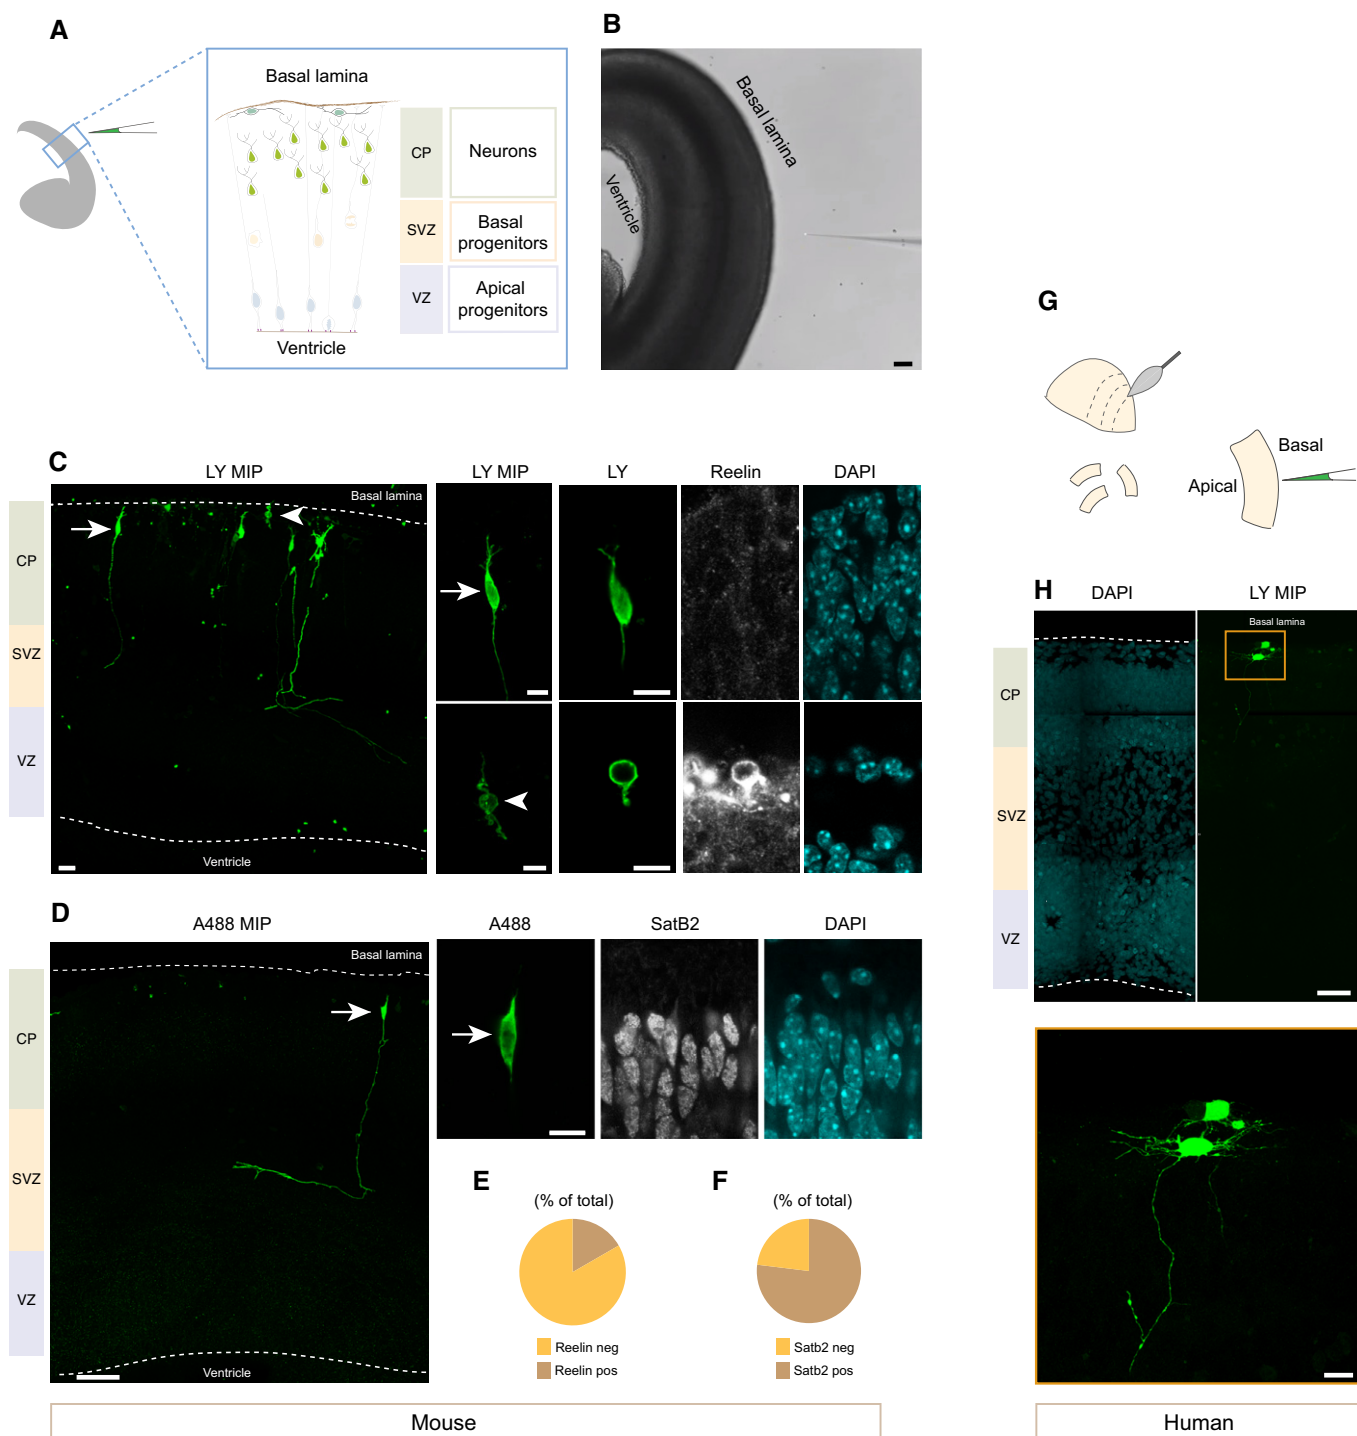 A
Basal lamina
CP
Neurons
SVZ
Basal
progenitors
VZ
Apical
progenitors
Ventricle
B
Basal lamina
Ventricle
C
LY MIP
LY MIP
LY
Reelin
DAPI
Basal lamina
CP
SVZ
VZ
Ventricle
D
A488 MIP
A488
SatB2
DAPI
Basal lamina
CP
SVZ
VZ
Ventricle
E
(% of total)
Reelin neg
Reelin pos
F
(% of total)
Satb2 neg
Satb2 pos
Mouse
G
Basal
Apical
H
DAPI
LY MIP
Basal lamina
CP
SVZ
VZ
Human